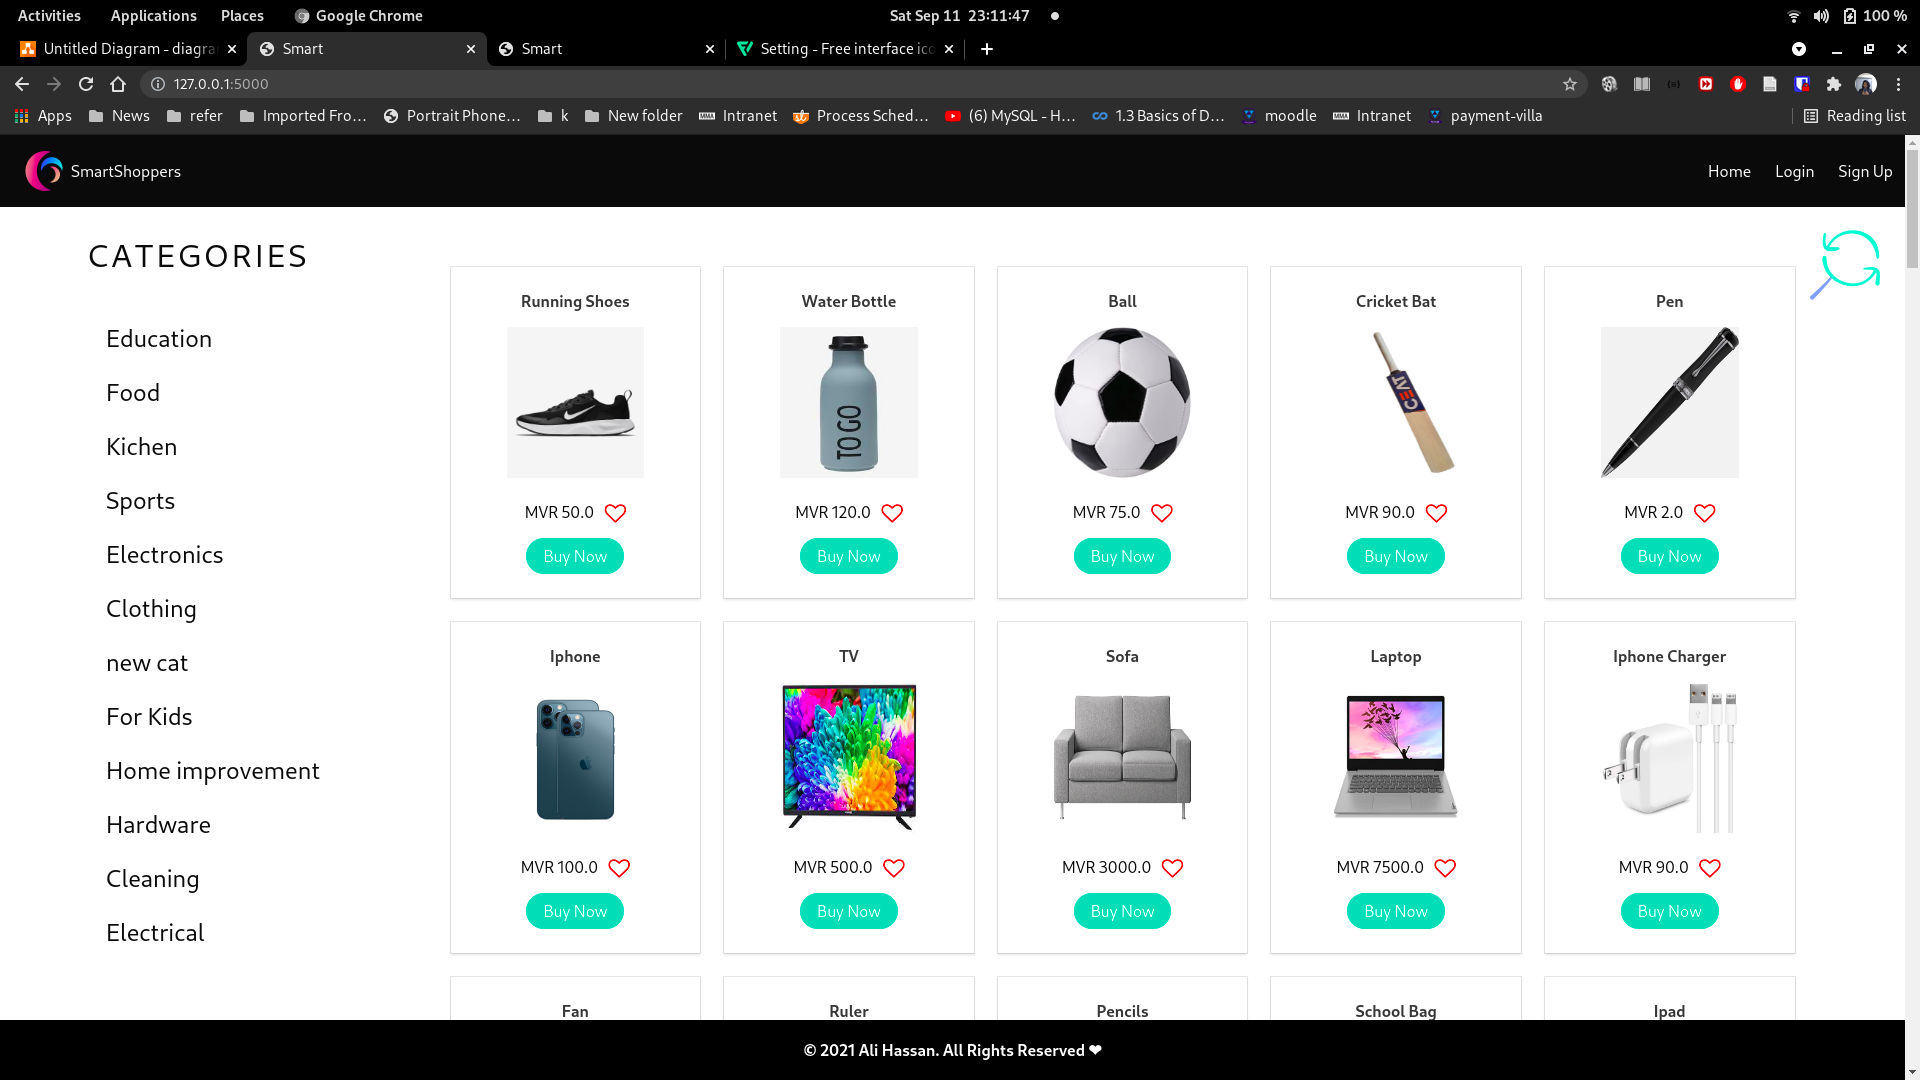 Activities Applications Places Google Chrome Sat Sep 11 23:11:47 100 %
Untitled Diagram - diagra Smart Smart Setting - Free interface ico
127.0.0.1:5000
Apps News refer Imported Fro... Portrait Phone... k New folder Intranet Process Sched... (6) MySQL - H... 1.3 Basics of D... moodle Intranet payment-villa Reading list
SmartShoppers Home Login Sign Up
CATEGORIES
Education
Food
Kichen
Sports
Electronics
Clothing
new cat
For Kids
Home improvement
Hardware
Cleaning
Electrical
Running Shoes Water Bottle Ball Cricket Bat Pen
TO GO
CEAT
MVR 50.0 MVR 120.0 MVR 75.0 MVR 90.0 MVR 2.0
Buy Now Buy Now Buy Now Buy Now Buy Now
Iphone TV Sofa Laptop Iphone Charger
MVR 100.0 MVR 500.0 MVR 3000.0 MVR 7500.0 MVR 90.0
Buy Now Buy Now Buy Now Buy Now Buy Now
Fan Ruler Pencils School Bag Ipad
© 2021 Ali Hassan. All Rights Reserved ❤